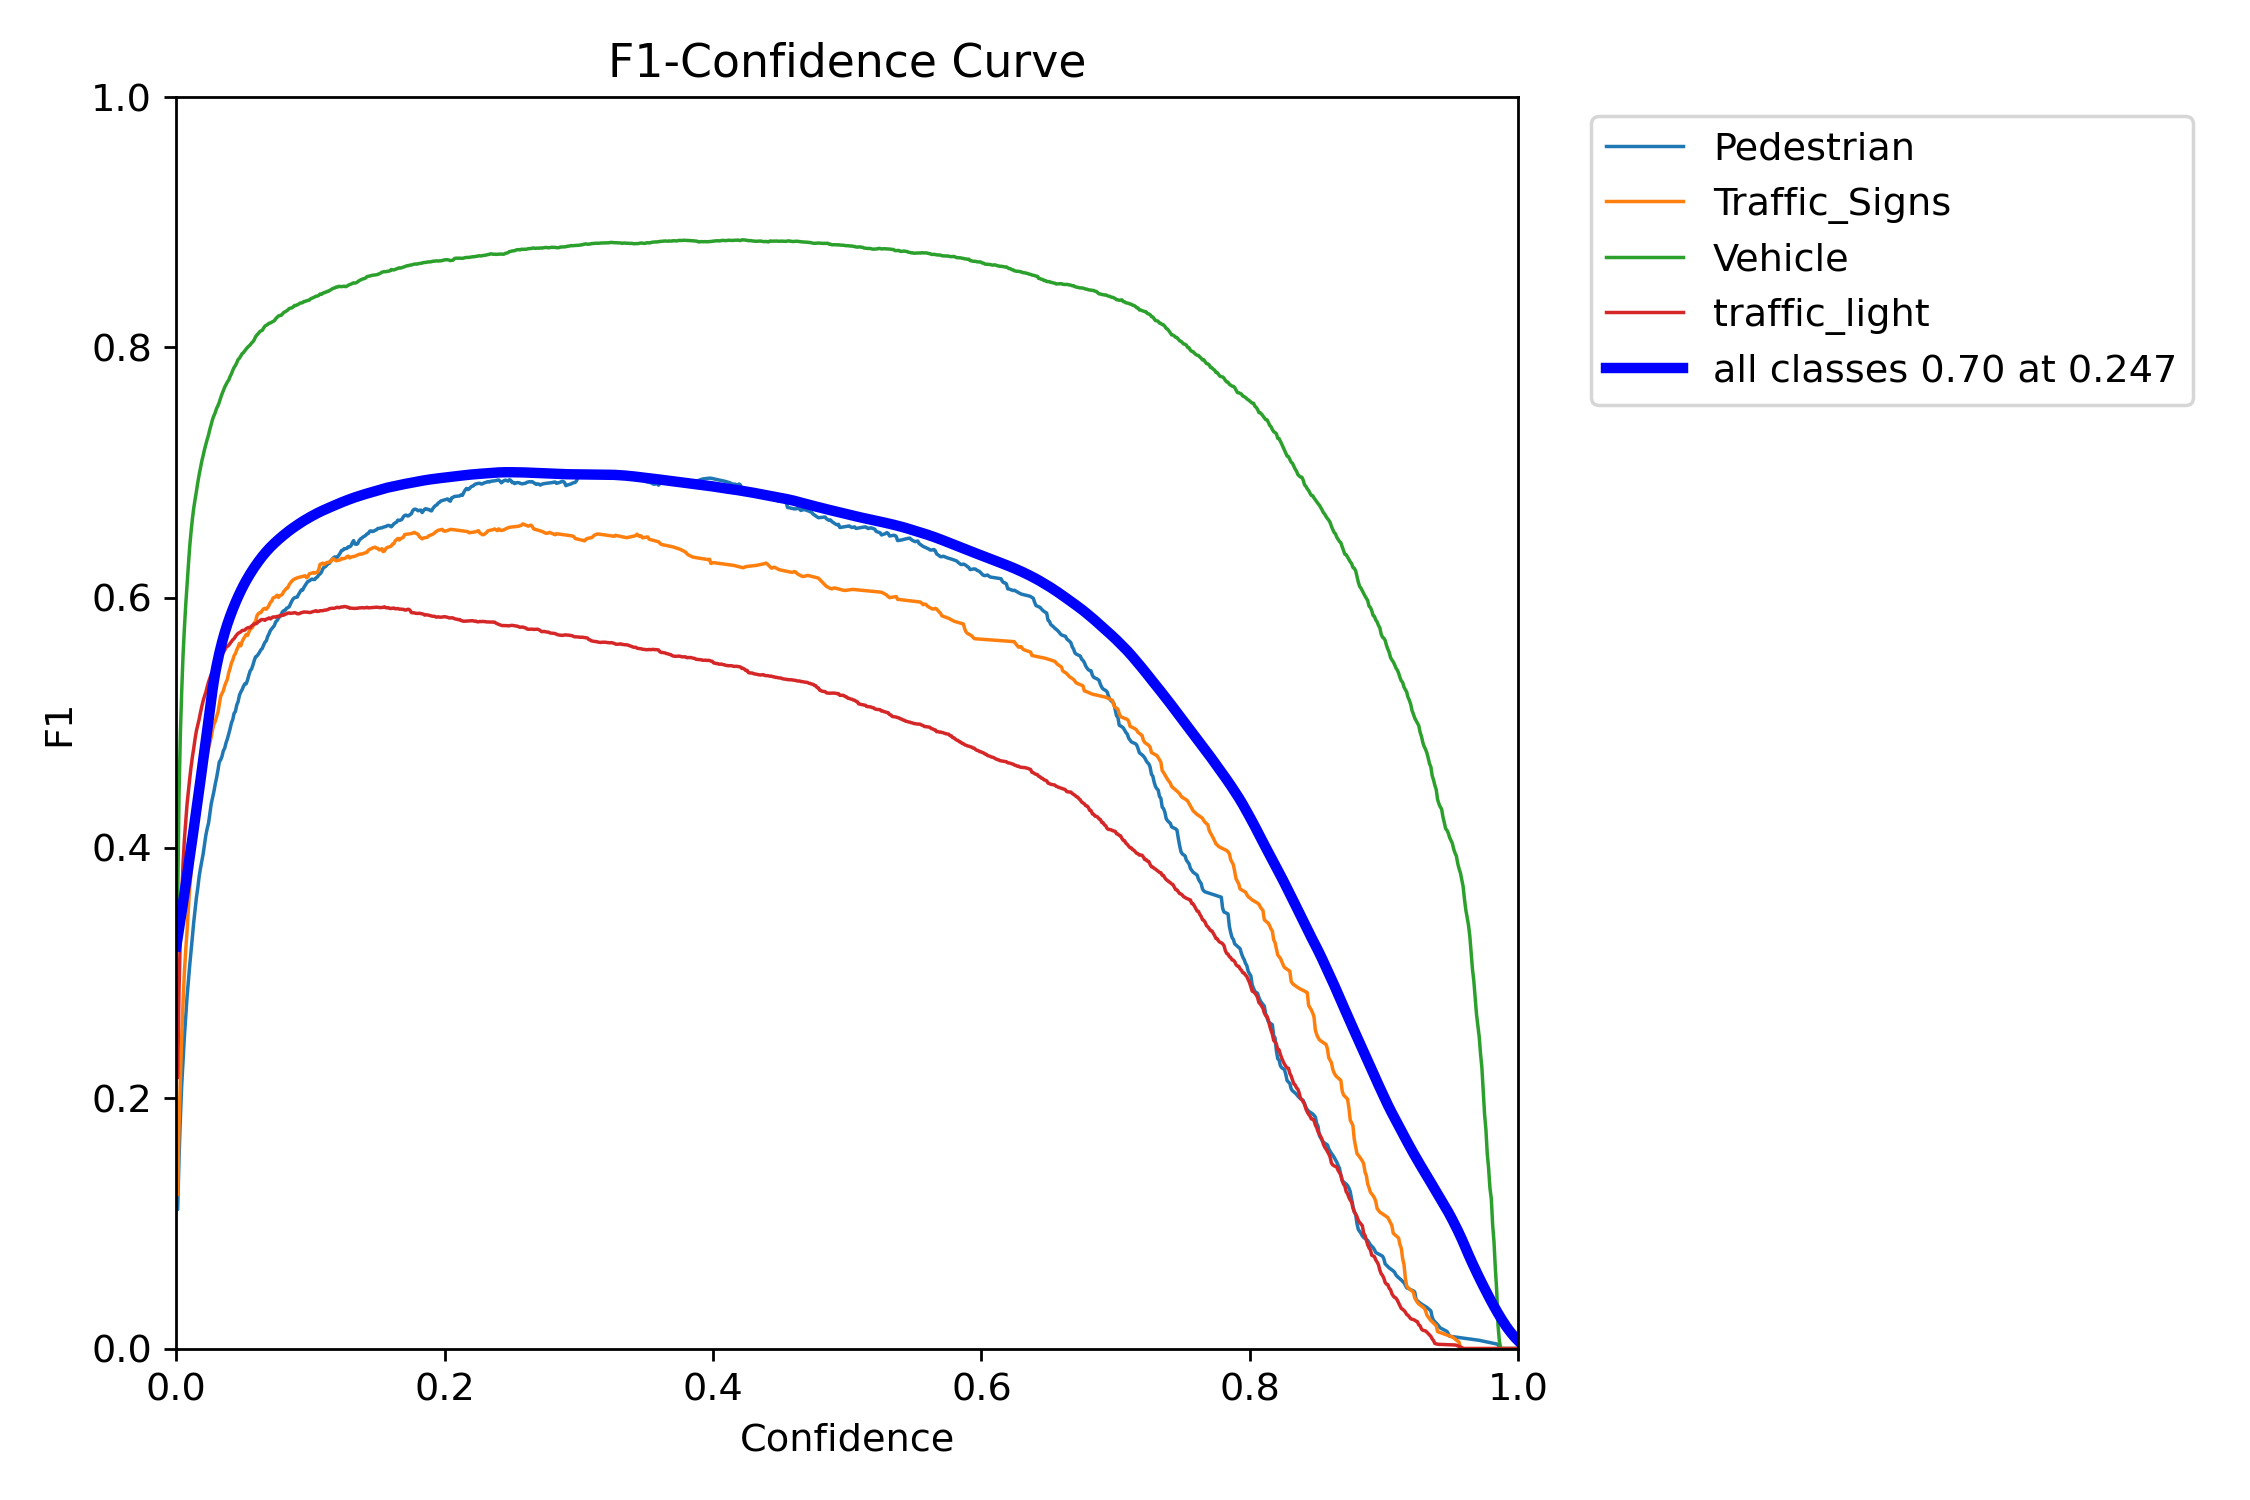 F1-Confidence Curve
1.0
0.8
0.6
0.4
0.2
0.0
F1
0.0 0.2 0.4 0.6 0.8 1.0
Confidence
Pedestrian
Traffic_Signs
Vehicle
traffic_light
all classes 0.70 at 0.247